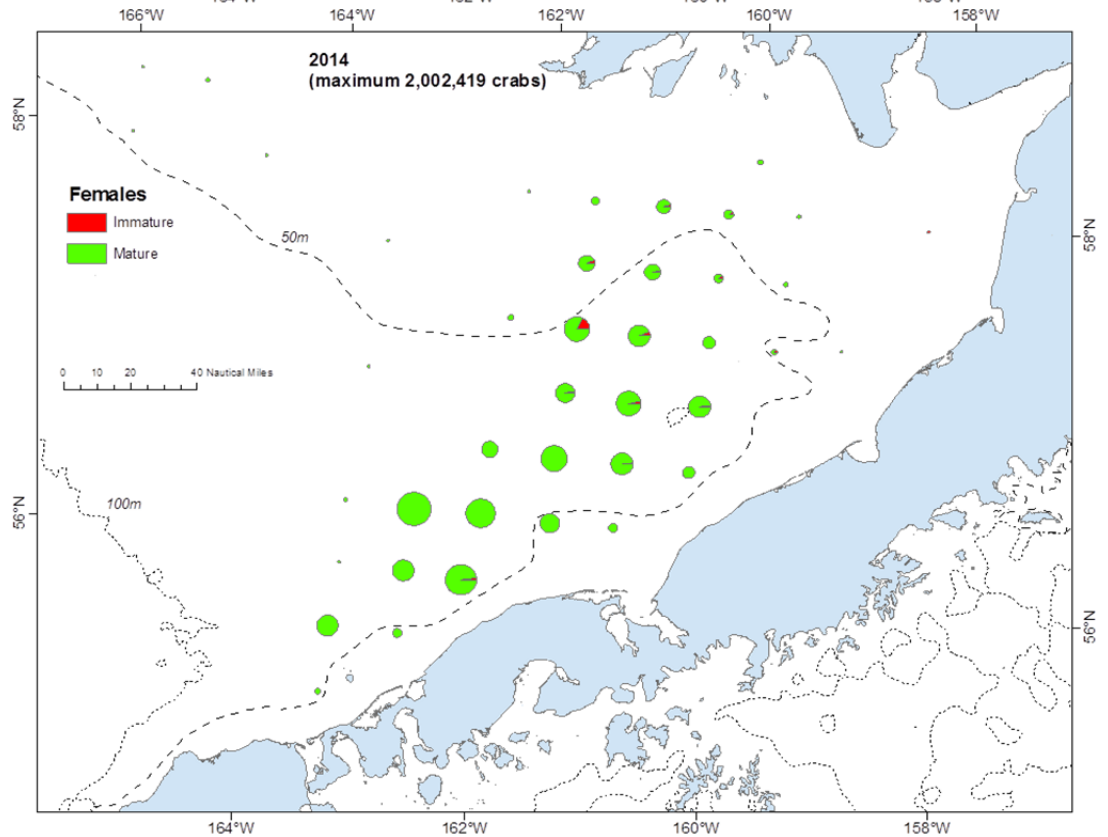 166°W 164°W 162°W 160°W 158°W
2014
(maximum 2,002,419 crabs)
58°N
Females
Immature
Mature
50m
58°N
0 10 20 40 Nautical Miles
100m
56°N
56°N
164°W 162°W 160°W 158°W